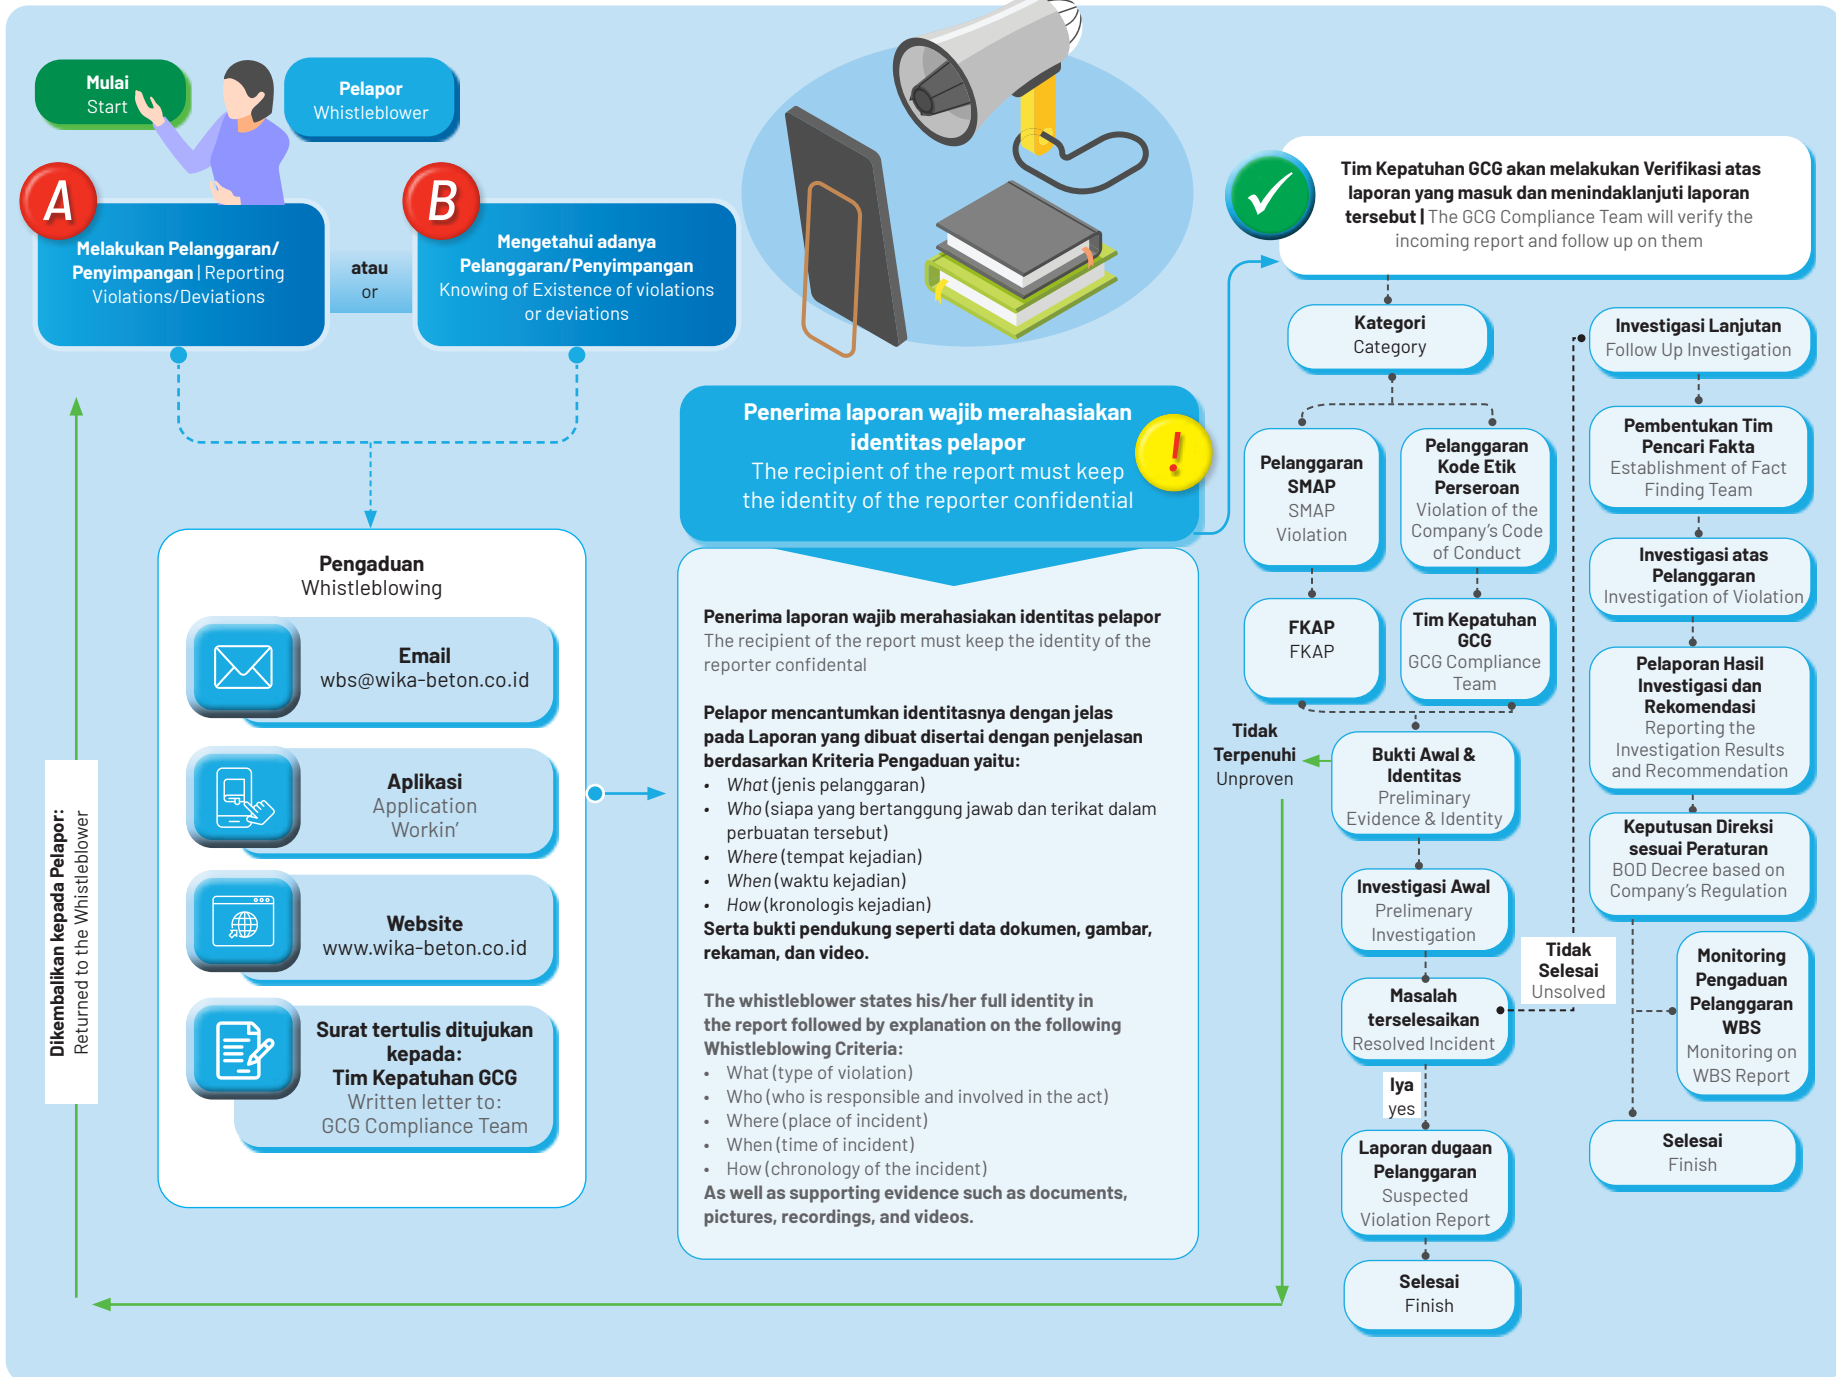 Mulai
Start
Pelapor
Whistleblower
A
Melakukan Pelanggaran/
Penyimpangan | Reporting
Violations/Deviations
atau
or
B
Mengetahui adanya
Pelanggaran/Penyimpangan
Knowing of Existence of violations
or deviations
Pengaduan
Whistleblowing
Email
wbs@wika-beton.co.id
Aplikasi
Application
Workin’
Website
www.wika-beton.co.id
Surat tertulis ditujukan
kepada:
Tim Kepatuhan GCG
Written letter to:
GCG Compliance Team
Dikembalikan kepada Pelapor:
Returned to the Whistleblower
Penerima laporan wajib merahasiakan
identitas pelapor
The recipient of the report must keep
the identity of the reporter confidential
!
Penerima laporan wajib merahasiakan identitas pelapor
The recipient of the report must keep the identity of the
reporter confidental
Pelapor mencantumkan identitasnya dengan jelas
pada Laporan yang dibuat disertai dengan penjelasan
berdasarkan Kriteria Pengaduan yaitu:
• What (jenis pelanggaran)
• Who (siapa yang bertanggung jawab dan terikat dalam
perbuatan tersebut)
• Where (tempat kejadian)
• When (waktu kejadian)
• How (kronologis kejadian)
Serta bukti pendukung seperti data dokumen, gambar,
rekaman, dan video.
The whistleblower states his/her full identity in
the report followed by explanation on the following
Whistleblowing Criteria:
• What (type of violation)
• Who (who is responsible and involved in the act)
• Where (place of incident)
• When (time of incident)
• How (chronology of the incident)
As well as supporting evidence such as documents,
pictures, recordings, and videos.
Tim Kepatuhan GCG akan melakukan Verifikasi atas
laporan yang masuk dan menindaklanjuti laporan
tersebut | The GCG Compliance Team will verify the
incoming report and follow up on them
Kategori
Category
Pelanggaran
SMAP
SMAP
Violation
Pelanggaran
Kode Etik
Perseroan
Violation of the
Company’s Code
of Conduct
FKAP
FKAP
Tim Kepatuhan
GCG
GCG Compliance
Team
Tidak
Terpenuhi
Unproven
Bukti Awal &
Identitas
Preliminary
Evidence & Identity
Investigasi Awal
Prelimenary
Investigation
Masalah
terselesaikan
Resolved Incident
Iya
yes
Laporan dugaan
Pelanggaran
Suspected
Violation Report
Selesai
Finish
Tidak
Selesai
Unsolved
Investigasi Lanjutan
Follow Up Investigation
Pembentukan Tim
Pencari Fakta
Establishment of Fact
Finding Team
Investigasi atas
Pelanggaran
Investigation of Violation
Pelaporan Hasil
Investigasi dan
Rekomendasi
Reporting the
Investigation Results
and Recommendation
Keputusan Direksi
sesuai Peraturan
BOD Decree based on
Company’s Regulation
Monitoring
Pengaduan
Pelanggaran
WBS
Monitoring on
WBS Report
Selesai
Finish